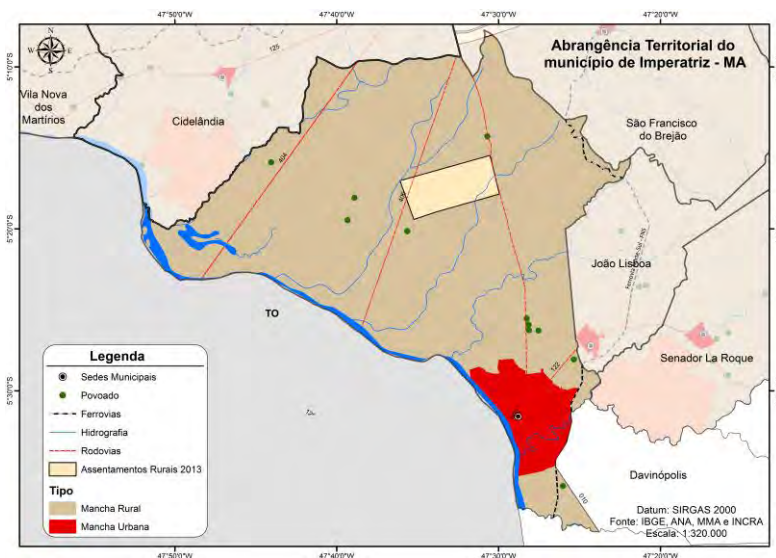 47°50'0"W
47°40'0"W
47°30'0"W
47°20'0"W
Abrangência Territorial do
município de Imperatriz - MA
N
W
E
S
125
5°10'0"S
Vila Nova
dos
Martírios
Cidelândia
São Francisco
do Brejão
404
5°20'0"S
João Lisboa
TO
Senador La Roque
122
5°30'0"S
Davinópolis
010
Legenda
Sedes Municipais
Povoado
Ferrovias
Hidrografia
Rodovias
Assentamentos Rurais 2013
Tipo
Mancha Rural
Mancha Urbana
Datum: SIRGAS 2000
Fonte: IBGE, ANA, MMA e INCRA
Escala: 1:320.000
47°50'0"W
47°40'0"W
47°30'0"W
47°20'0"W